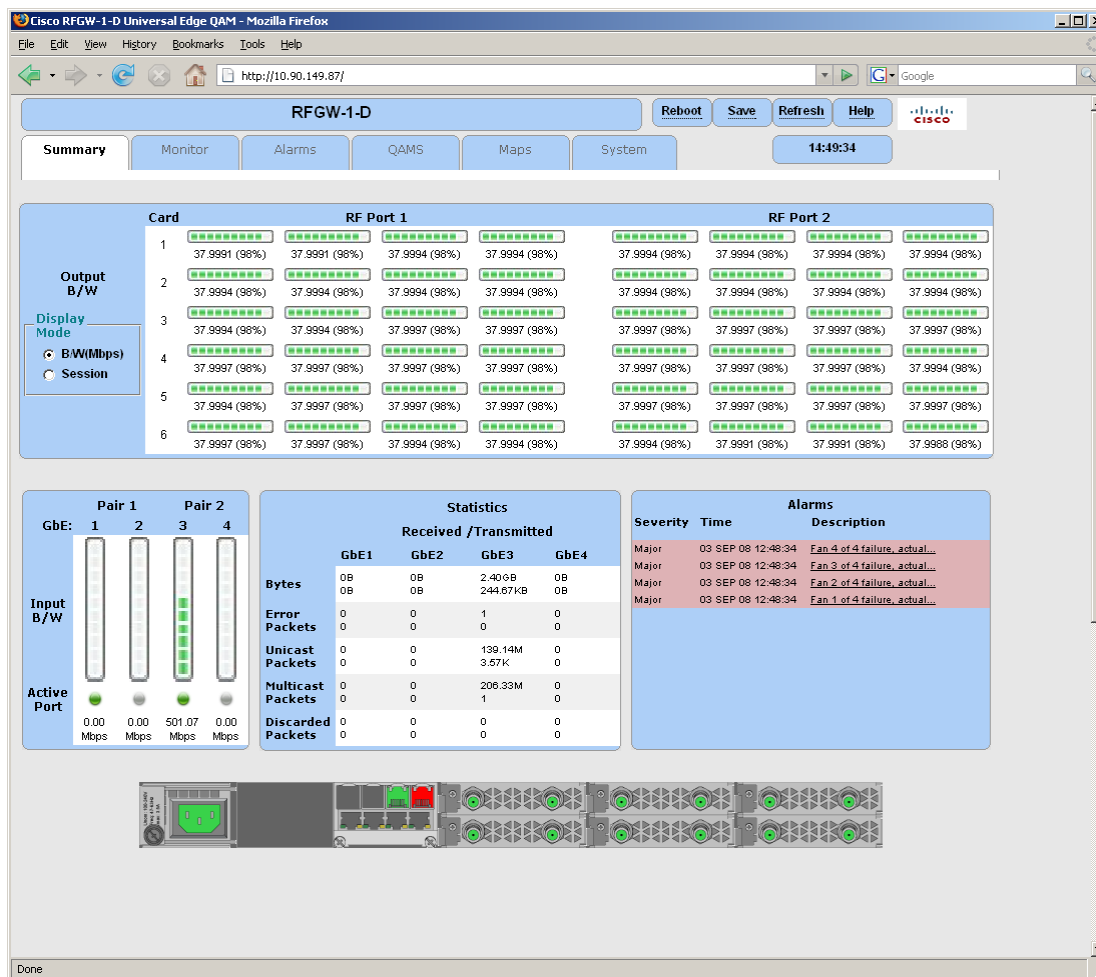 Cisco RFGW-1-D Universal Edge QAM - Mozilla Firefox
File Edit View History Bookmarks Tools Help
http://10.90.149.87/
G Google
RFGW-1-D
Reboot Save Refresh Help
CISCO
Summary Monitor Alarms QAMS Maps System
14:49:34
Card RF Port 1 RF Port 2
Output
B/W
Display
Mode
B/W(Mbps)
Session
1 37.9991 (98%) 37.9991 (98%) 37.9994 (98%) 37.9994 (98%) 37.9994 (98%) 37.9994 (98%) 37.9994 (98%) 37.9994 (98%)
2 37.9994 (98%) 37.9994 (98%) 37.9994 (98%) 37.9994 (98%) 37.9994 (98%) 37.9994 (98%) 37.9994 (98%) 37.9994 (98%)
3 37.9994 (98%) 37.9994 (98%) 37.9997 (98%) 37.9997 (98%) 37.9997 (98%) 37.9997 (98%) 37.9997 (98%) 37.9997 (98%)
4 37.9997 (98%) 37.9997 (98%) 37.9997 (98%) 37.9997 (98%) 37.9997 (98%) 37.9997 (98%) 37.9997 (98%) 37.9994 (98%)
5 37.9994 (98%) 37.9997 (98%) 37.9997 (98%) 37.9997 (98%) 37.9997 (98%) 37.9997 (98%) 37.9997 (98%) 37.9997 (98%)
6 37.9997 (98%) 37.9997 (98%) 37.9994 (98%) 37.9994 (98%) 37.9994 (98%) 37.9991 (98%) 37.9991 (98%) 37.9988 (98%)
Pair 1 Pair 2
GbE: 1 2 3 4
Input
B/W
Active
Port
0.00 0.00 501.07 0.00
Mbps Mbps Mbps Mbps
Statistics
Received /Transmitted
GbE1 GbE2 GbE3 GbE4
Bytes
0B 0B 2.40GB 0B
0B 0B 244.67KB 0B
Error
Packets
0 0 1 0
0 0 0 0
Unicast
Packets
0 0 139.14M 0
0 0 3.57K 0
Multicast
Packets
0 0 206.33M 0
0 0 1 0
Discarded
Packets
0 0 0 0
0 0 0 0
Alarms
Severity Time Description
Major 03 SEP 08 12:48:34 Fan 4 of 4 failure, actual...
Major 03 SEP 08 12:48:34 Fan 3 of 4 failure, actual...
Major 03 SEP 08 12:48:34 Fan 2 of 4 failure, actual...
Major 03 SEP 08 12:48:34 Fan 1 of 4 failure, actual...
Done